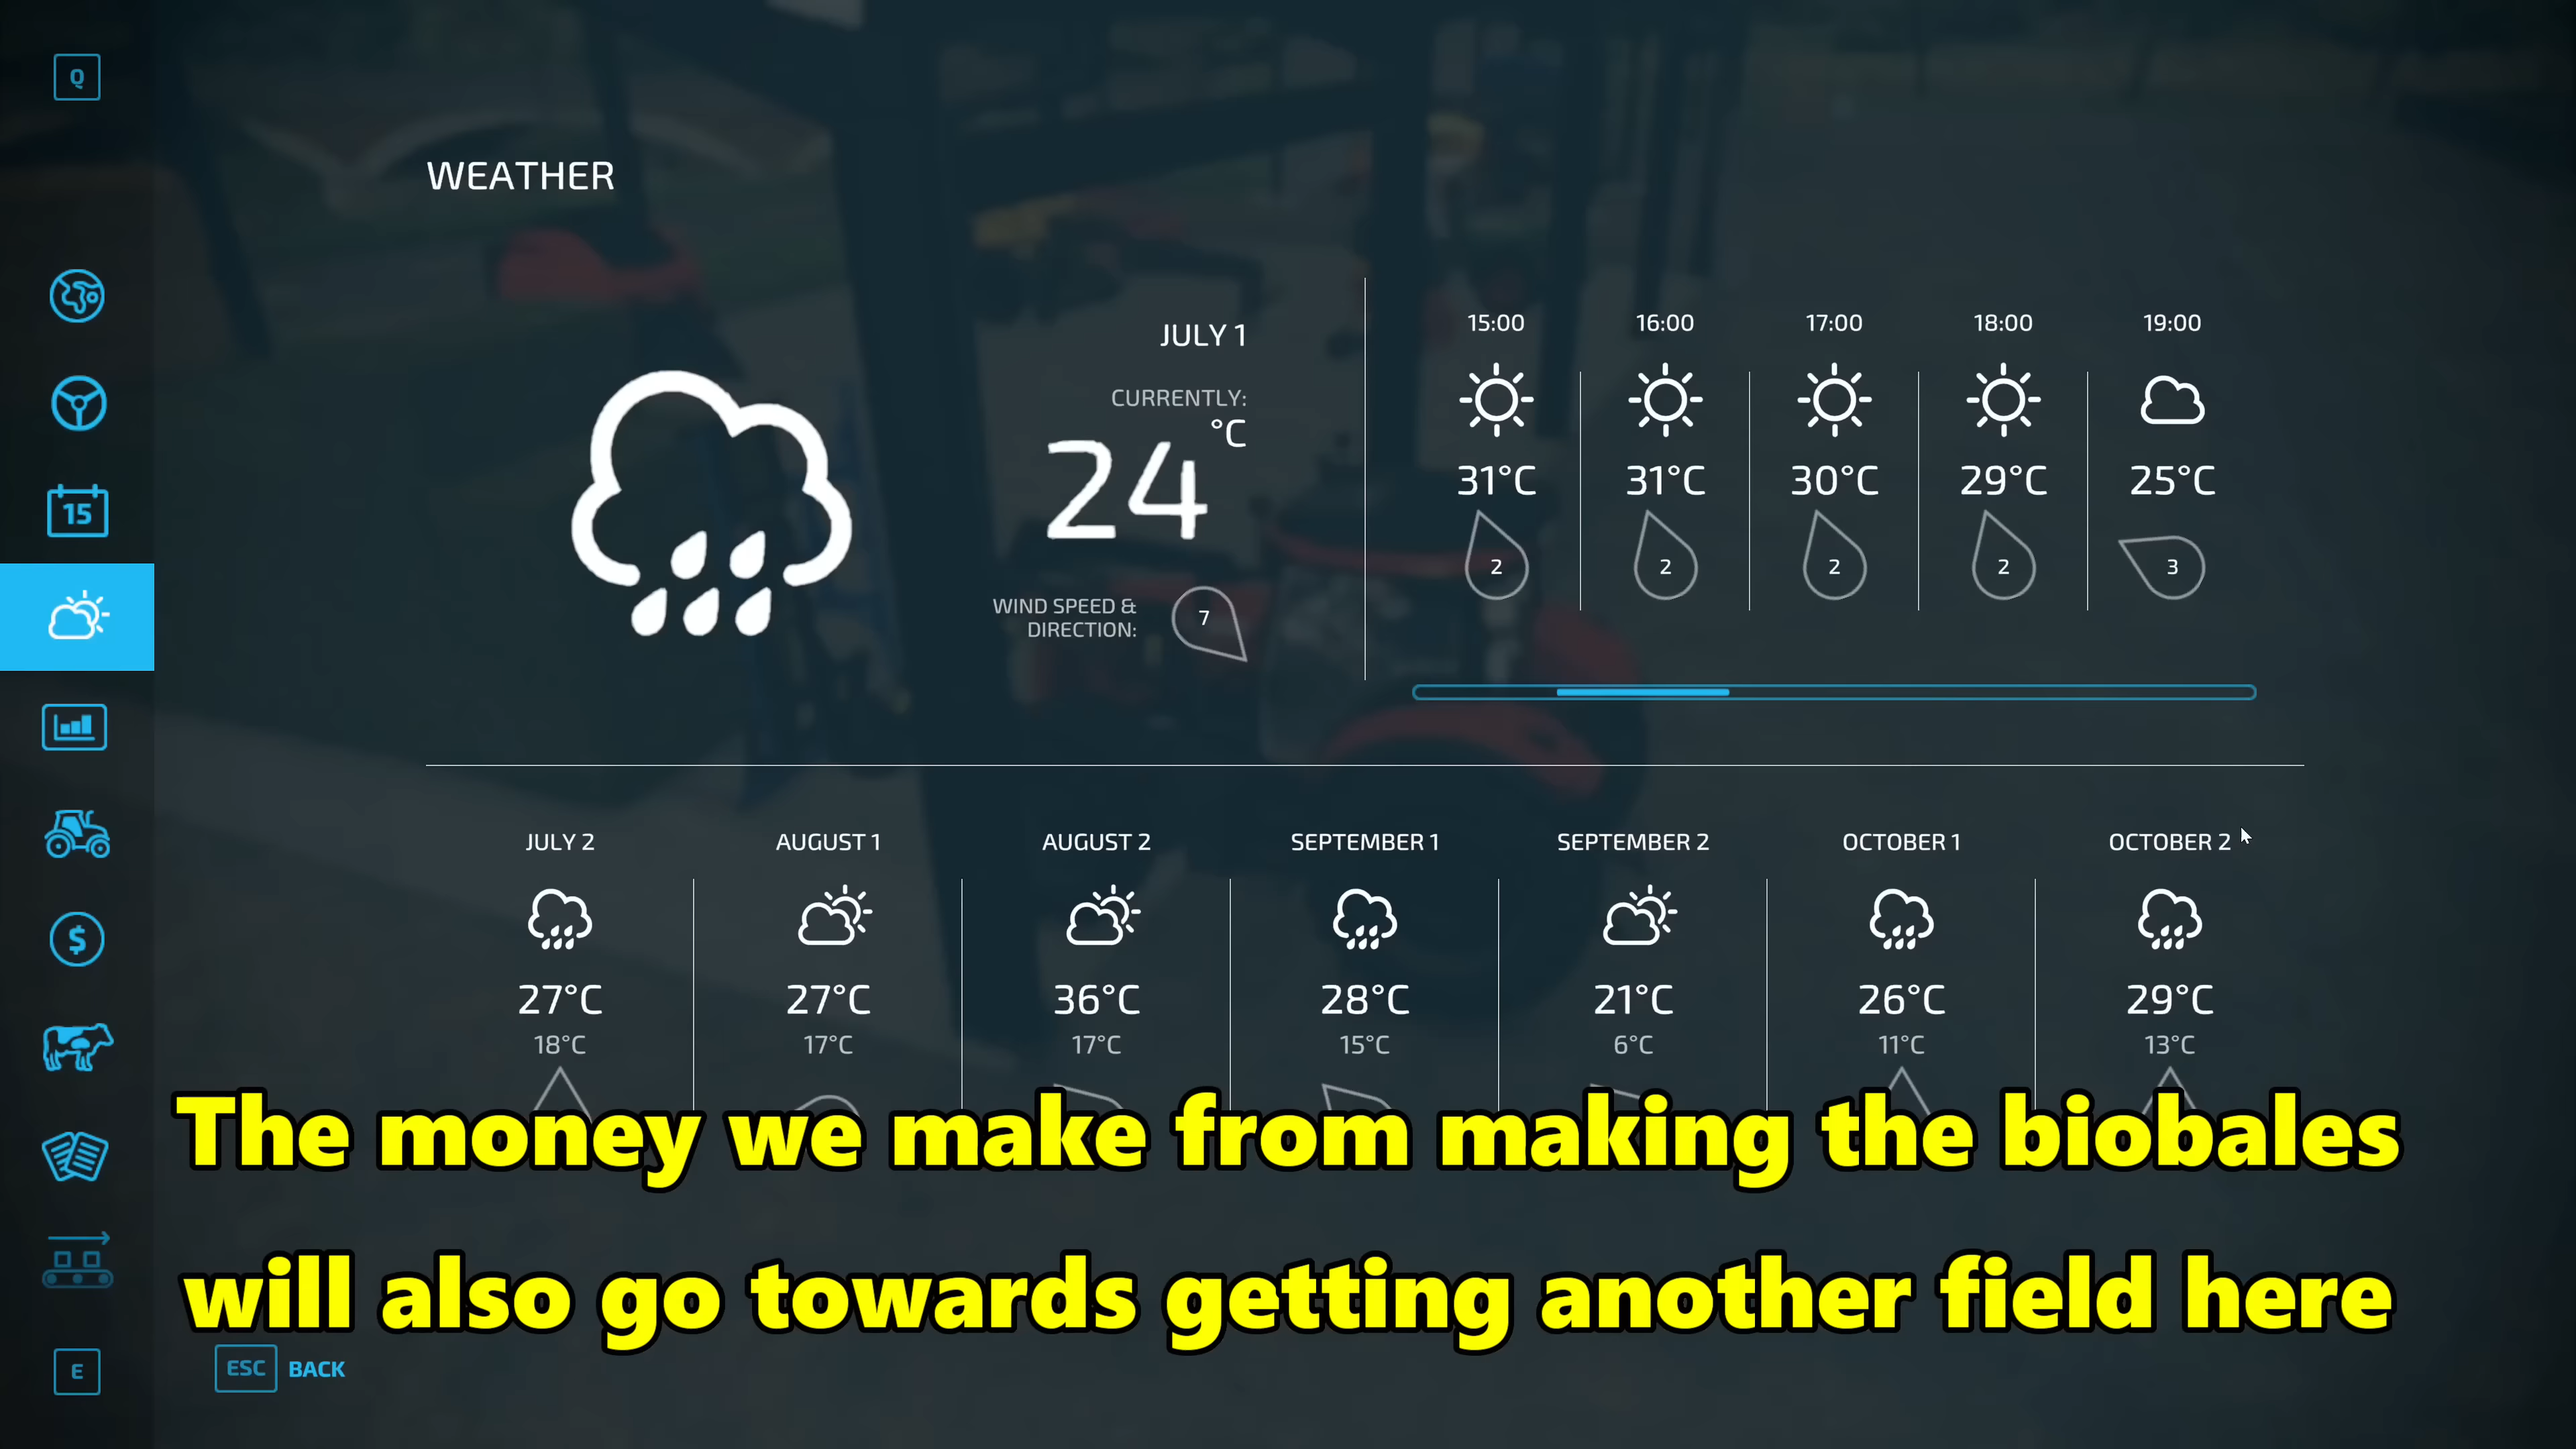 Q
WEATHER
JULY 1
CURRENTLY:
24 °C
WIND SPEED &
DIRECTION:
7
15:00 16:00 17:00 18:00 19:00
31°C 31°C 30°C 29°C 25°C
2 2 2 2 3
15
JULY 2 AUGUST 1 AUGUST 2 SEPTEMBER 1 SEPTEMBER 2 OCTOBER 1 OCTOBER 2
27°C 27°C 36°C 28°C 21°C 26°C 29°C
18°C 17°C 17°C 15°C 6°C 11°C 13°C
$
The money we make from making the biobales
will also go towards getting another field here
E
ESC BACK